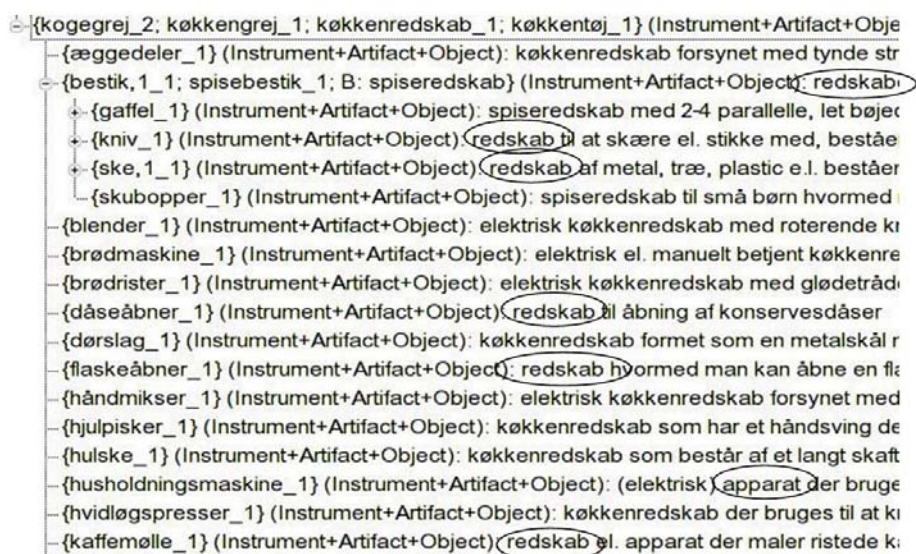 {kogegrej_2; køkkengrej_1; køkkenredskab_1; køkkentøj_1} (Instrument+Artifact+Obje
{æggedeler_1} (Instrument+Artifact+Object): køkkenredskab forsynet med tynde str
{bestik,1_1; spisebestik_1; B: spiseredskab} (Instrument+Artifact+Object): redskab
{gaffel_1} (Instrument+Artifact+Object): spiseredskab med 2-4 parallelle, let bøjed
{kniv_1} (Instrument+Artifact+Object): redskab til at skære el. stikke med, beståe
{ske,1_1} (Instrument+Artifact+Object): redskab af metal, træ, plastic e.l. beståer
{skubopper_1} (Instrument+Artifact+Object): spiseredskab til små børn hvormed
{blender_1} (Instrument+Artifact+Object): elektrisk køkkenredskab med roterende kn
{brødmaskine_1} (Instrument+Artifact+Object): elektrisk el. manuelt betjent køkkenre
{brødrister_1} (Instrument+Artifact+Object): elektrisk køkkenredskab med glødetråde
{dåseåbner_1} (Instrument+Artifact+Object): redskab til åbning af konservesdåser
{dørslag_1} (Instrument+Artifact+Object): køkkenredskab formet som en metalskål
{flaskeåbner_1} (Instrument+Artifact+Object): redskab hvormed man kan åbne en fla
{håndmikser_1} (Instrument+Artifact+Object): elektrisk køkkenredskab forsynet med
{hjulpisker_1} (Instrument+Artifact+Object): køkkenredskab som har et håndsving de
{hulske_1} (Instrument+Artifact+Object): køkkenredskab som består af et langt skaft
{husholdningsmaskine_1} (Instrument+Artifact+Object): (elektrisk) apparat der bruge
{hvidløgspresser_1} (Instrument+Artifact+Object): køkkenredskab der bruges til at kn
{kaffemølle_1} (Instrument+Artifact+Object): redskab el. apparat der maler ristede ka